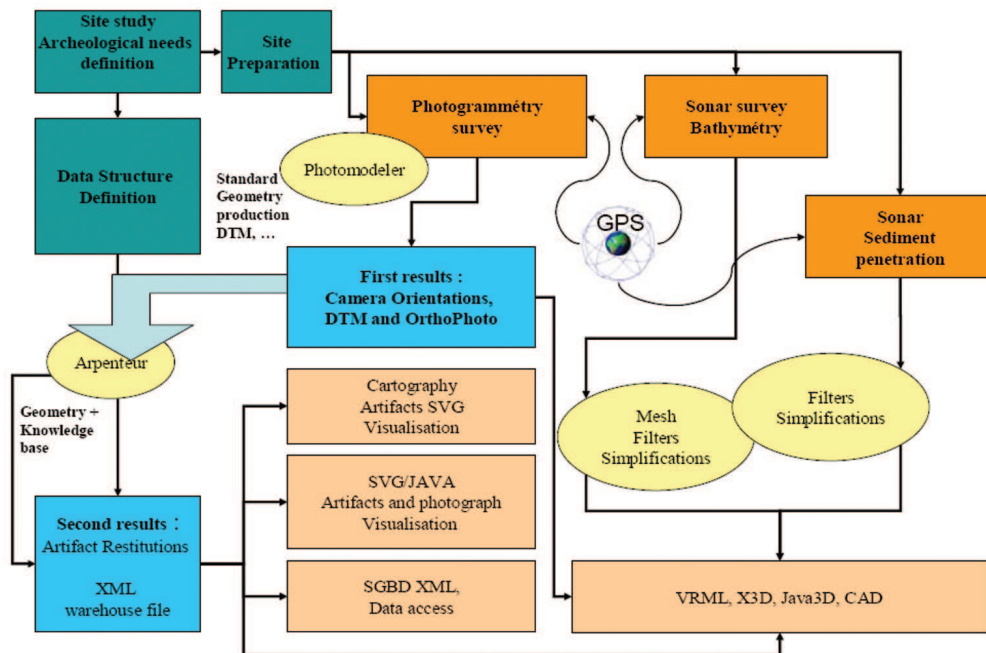 Site study
Archeological needs
definition
Site
Preparation
Photogrammétry
survey
Sonar survey
Bathymétry
Photomodeler
Data Structure
Definition
Standard
Geometry
production
DTM, ...
GPS
Sonar
Sediment
penetration
First results :
Camera Orientations,
DTM and OrthoPhoto
Arpenteur
Geometry +
Knowledge
base
Cartography
Artifacts SVG
Visualisation
Mesh
Filters
Simplifications
Filters
Simplifications
SVG/JAVA
Artifacts and photograph
Visualisation
Second results :
Artifact Restitutions
XML
warehouse file
SGBD XML,
Data access
VRML, X3D, Java3D, CAD